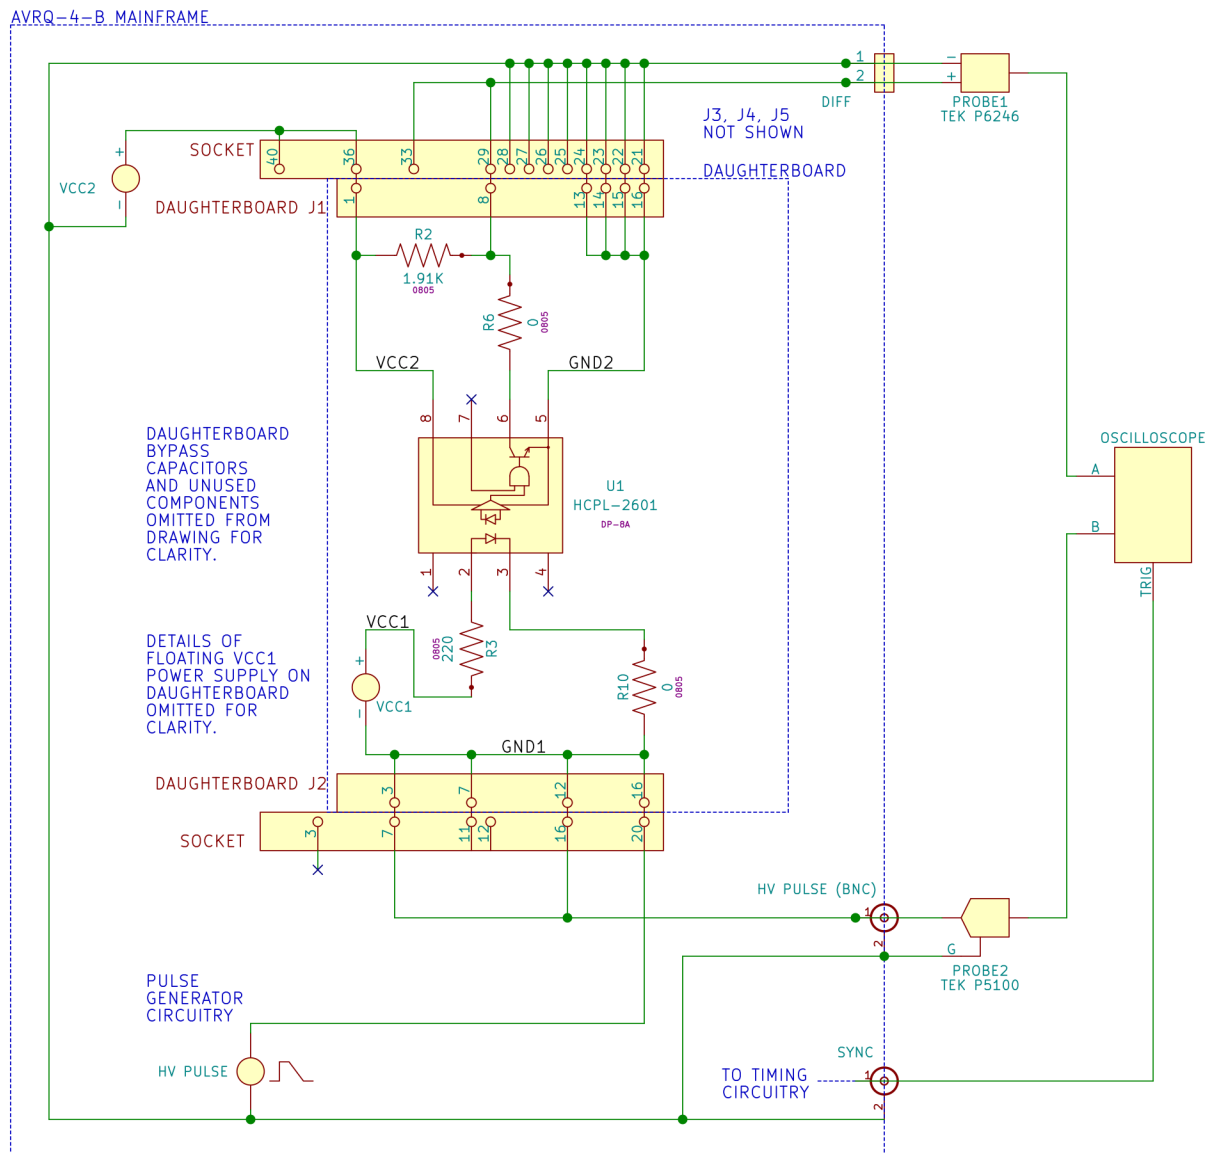 AVRQ-4-B MAINFRAME
1
2
DIFF
-
+
PROBE1
TEK P6246
J3, J4, J5
NOT SHOWN
DAUGHTERBOARD
SOCKET
40
36
33
29
28
27
26
25
24
23
22
21
+
VCC2
-
DAUGHTERBOARD J1
1
8
13
14
15
16
R2
1.91K
0805
R6
0
0805
VCC2
GND2
8
7
6
5
DAUGHTERBOARD
BYPASS
CAPACITORS
AND UNUSED
COMPONENTS
OMITTED FROM
DRAWING FOR
CLARITY.
U1
HCPL-2601
DP-8A
OSCILLOSCOPE
A
B
TRIG
1
2
3
4
DETAILS OF
FLOATING VCC1
POWER SUPPLY ON
DAUGHTERBOARD
OMITTED FOR
CLARITY.
VCC1
+
-
VCC1
0805
220
R3
R10
0
0805
GND1
DAUGHTERBOARD J2
3
7
12
16
SOCKET
3
7
11
12
16
20
HV PULSE (BNC)
1
2
G
PROBE2
TEK P5100
PULSE
GENERATOR
CIRCUITRY
HV PULSE
SYNC
TO TIMING
CIRCUITRY
1
2